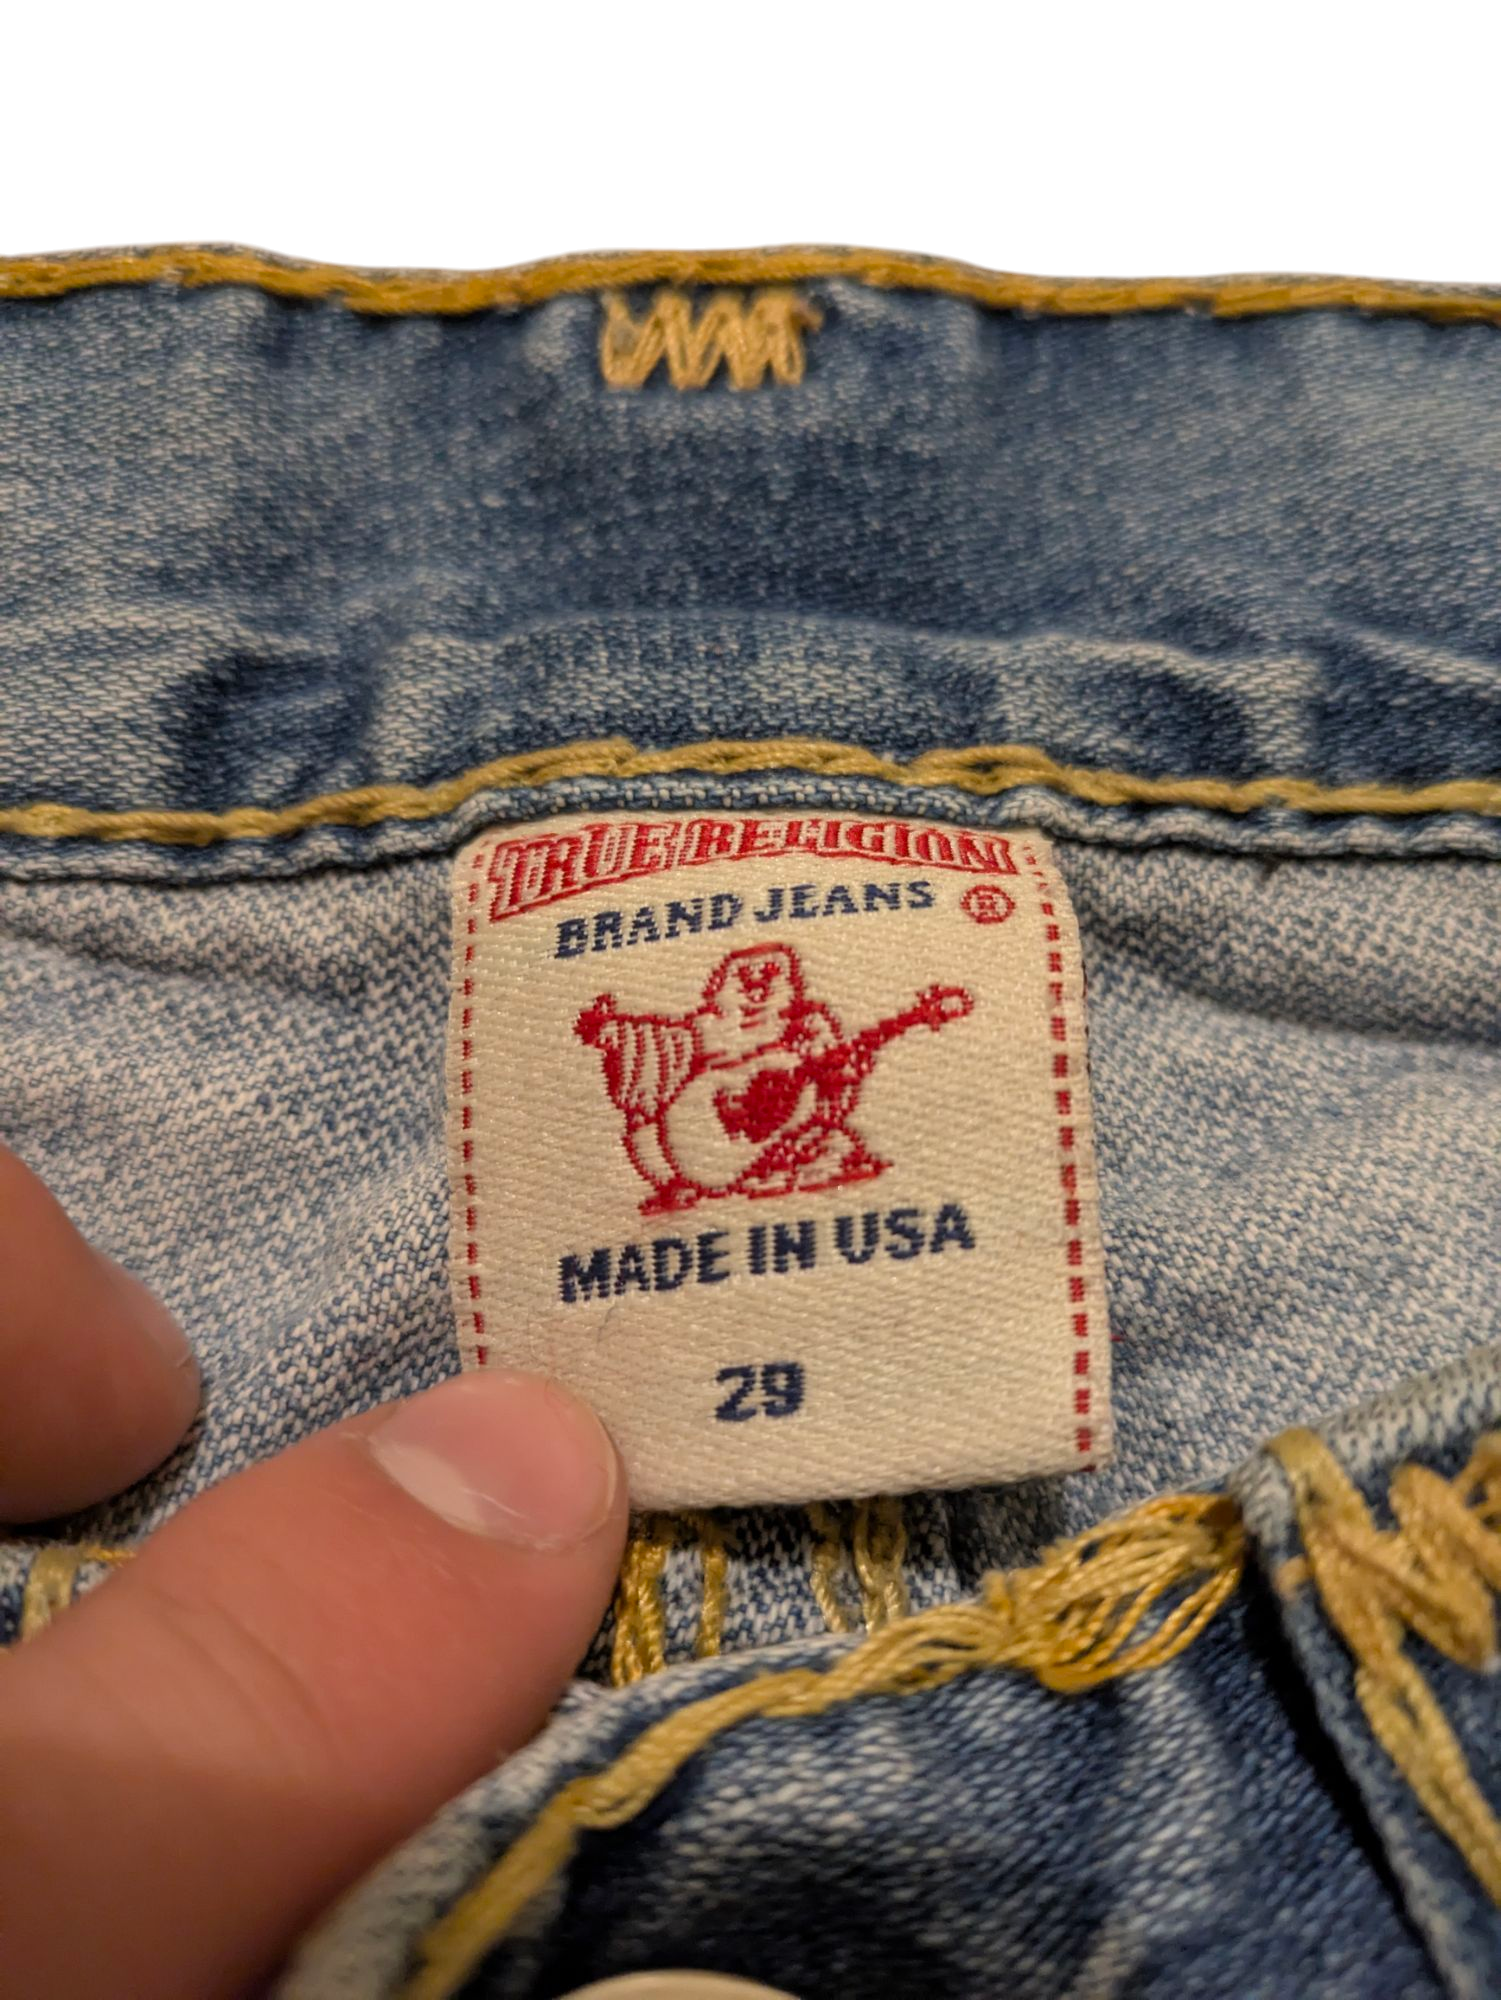 TRUE RELIGION
BRAND JEANS ®
MADE IN USA
29